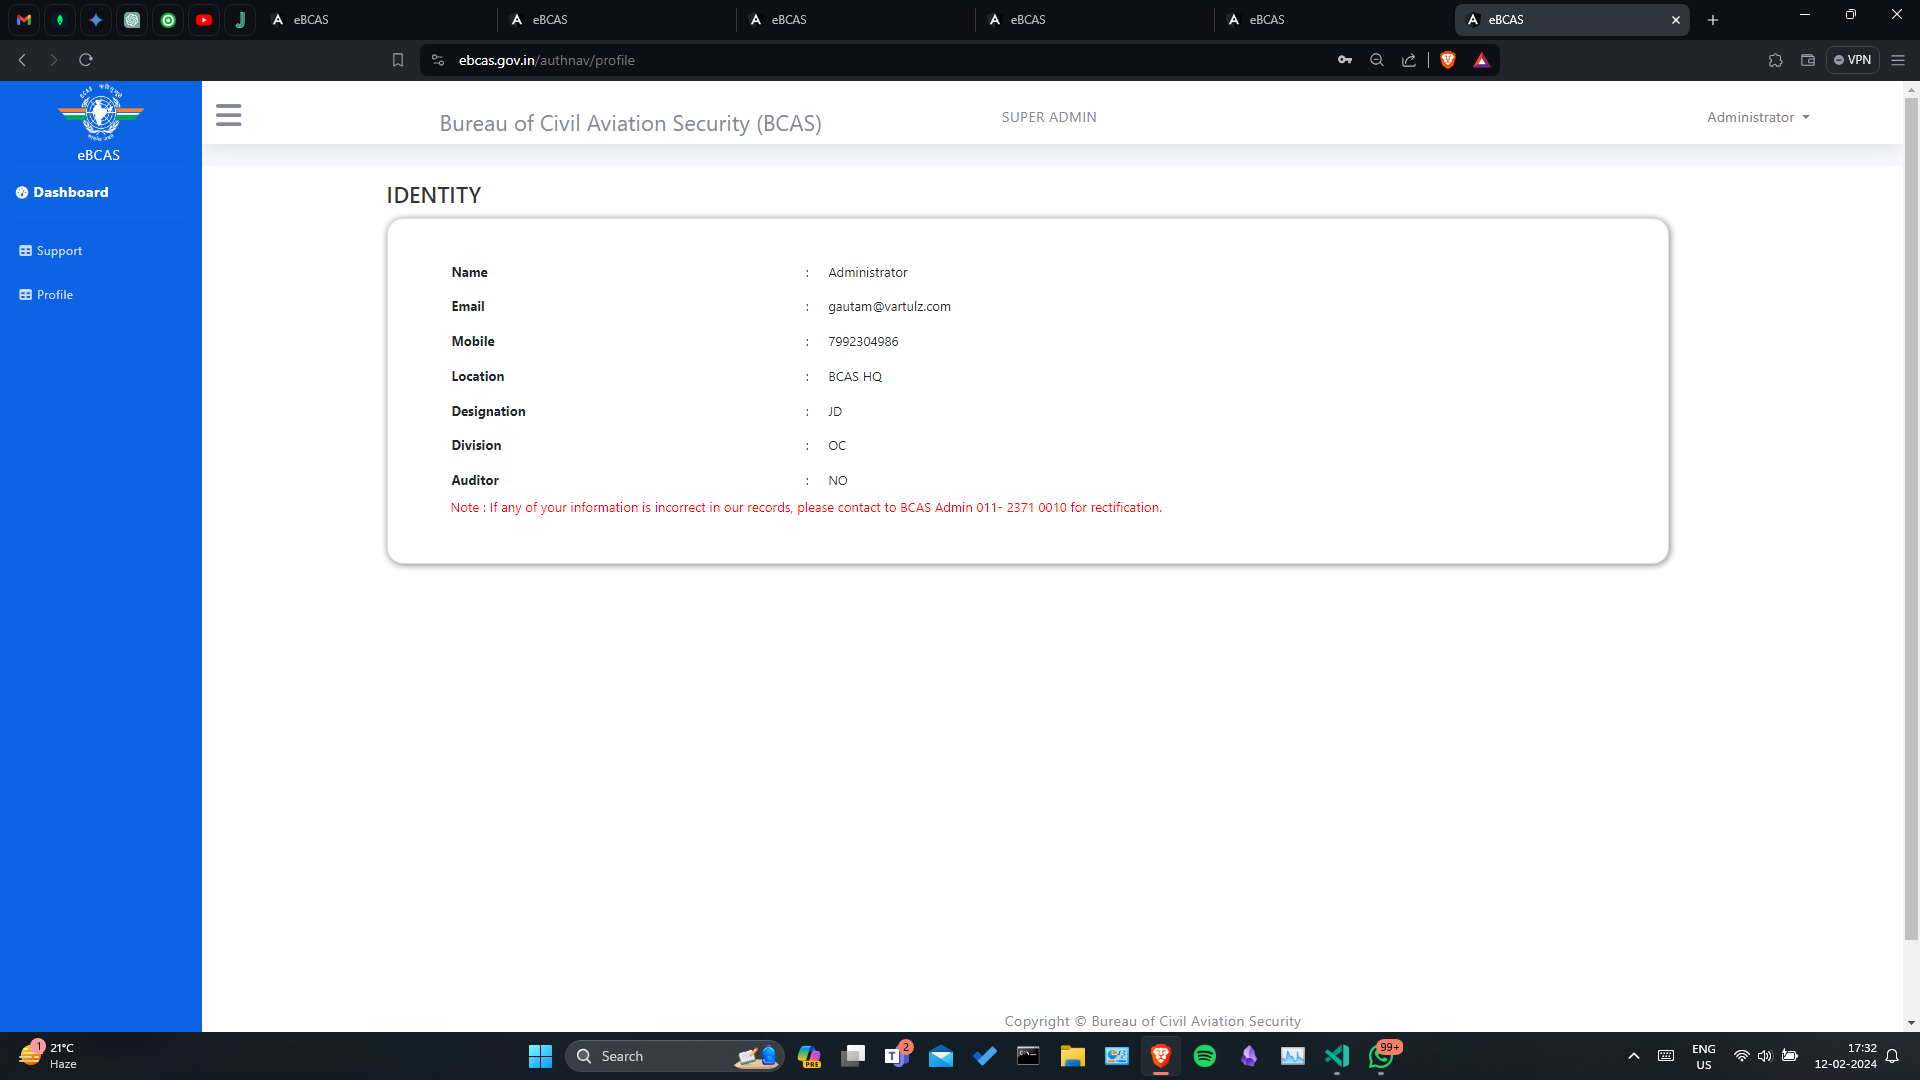 eBCAS
eBCAS
eBCAS
eBCAS
eBCAS
eBCAS
ebcas.gov.in/authnav/profile
VPN
eBCAS
Dashboard
Support
Profile
Bureau of Civil Aviation Security (BCAS)
SUPER ADMIN
Administrator
IDENTITY
Name : Administrator
Email : gautam@vartulz.com
Mobile : 7992304986
Location : BCAS HQ
Designation : JD
Division : OC
Auditor : NO
Note : If any of your information is incorrect in our records, please contact to BCAS Admin 011- 2371 0010 for rectification.
Copyright © Bureau of Civil Aviation Security
1
21°C
Haze
Search
PRE
2
99+
ENG
US
17:32
12-02-2024